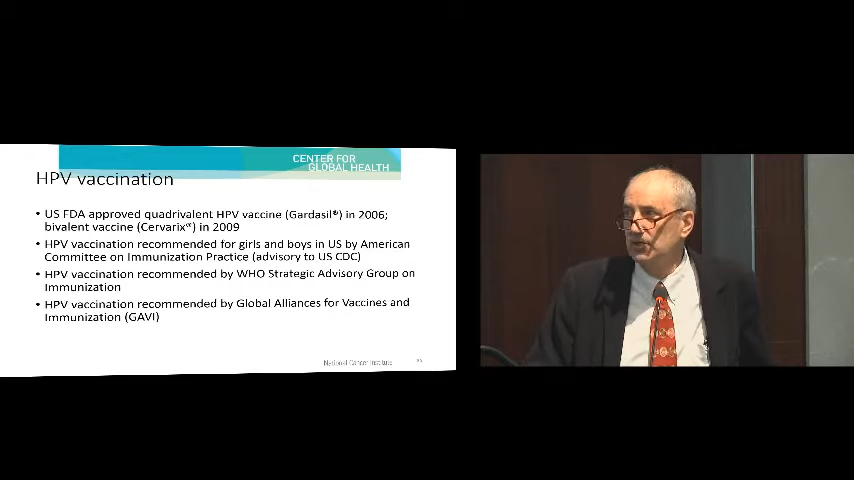 CENTER FOR
GLOBAL HEALTH
HPV vaccination
• US FDA approved quadrivalent HPV vaccine (Gardasil®) in 2006;
bivalent vaccine (Cervarix®) in 2009
• HPV vaccination recommended for girls and boys in US by American
Committee on Immunization Practice (advisory to US CDC)
• HPV vaccination recommended by WHO Strategic Advisory Group on
Immunization
• HPV vaccination recommended by Global Alliances for Vaccines and
Immunization (GAVI)
National Cancer Institute